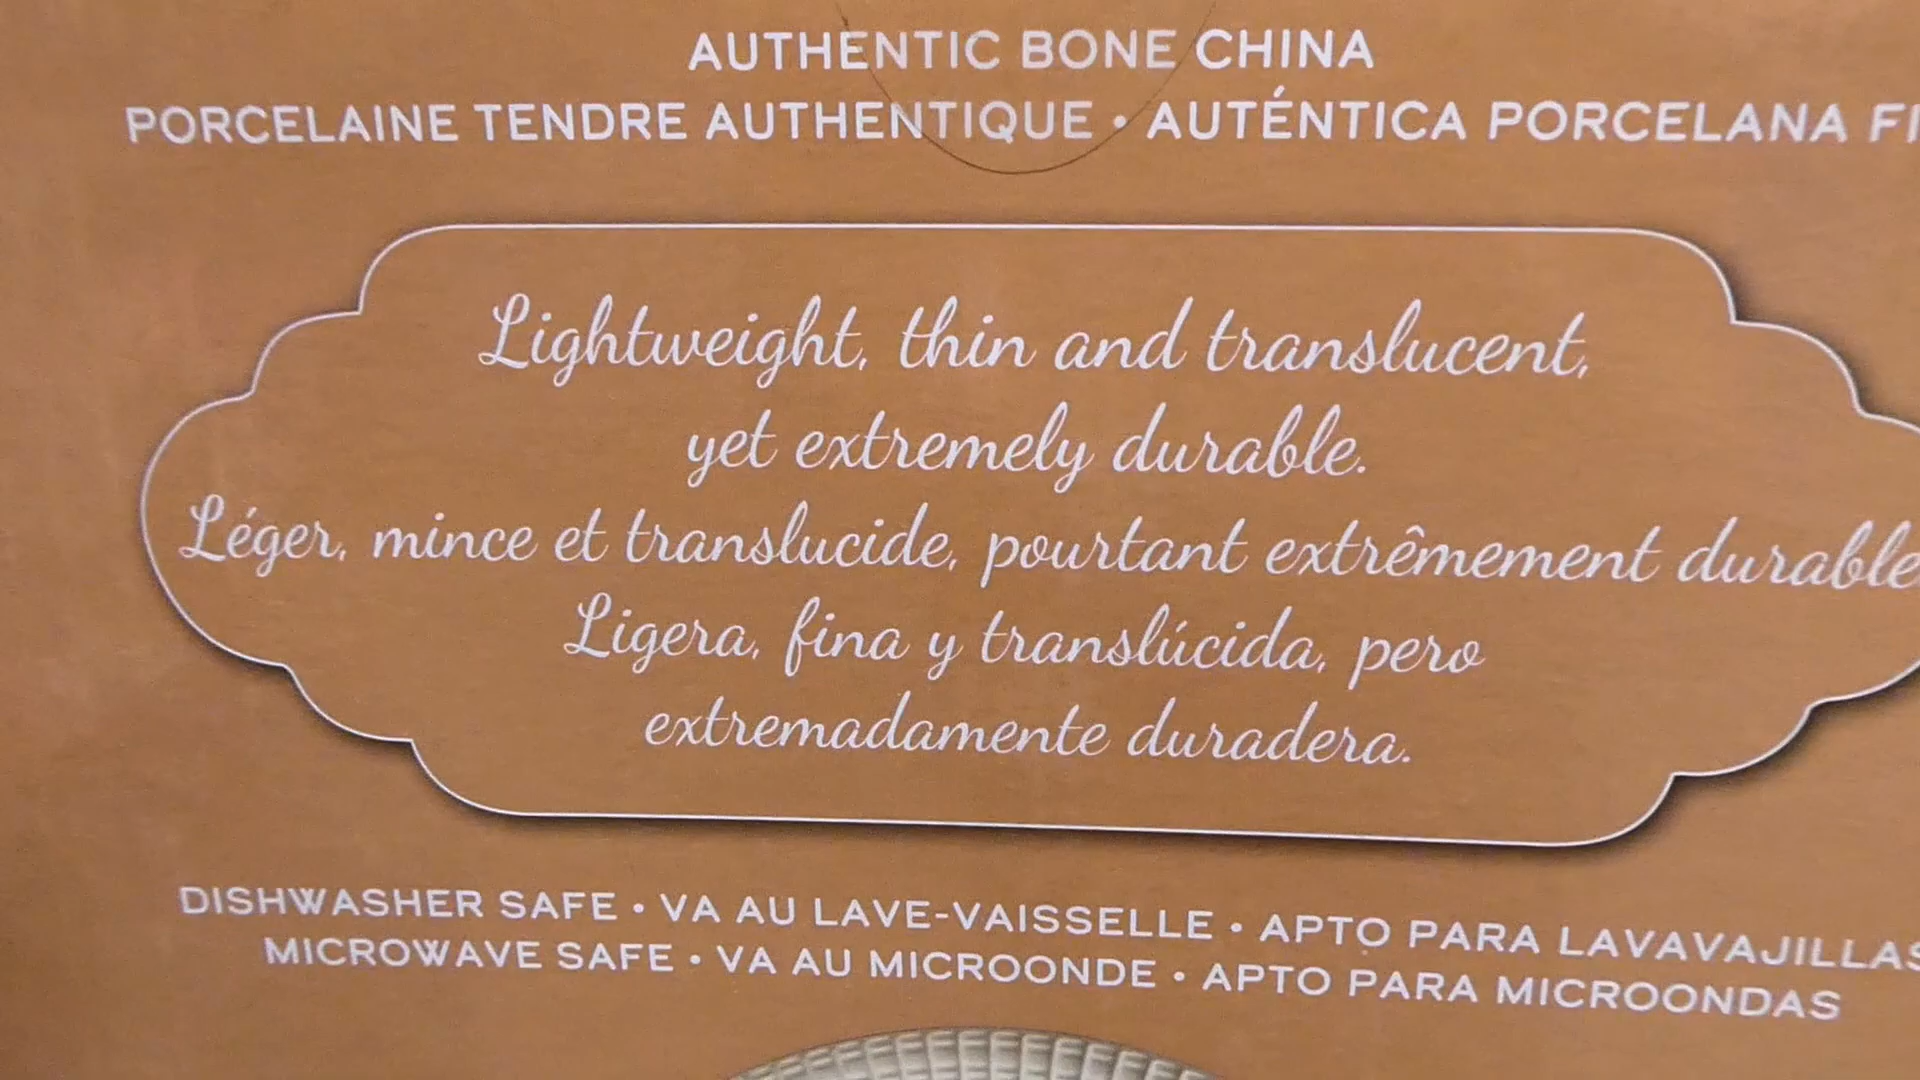 AUTHENTIC BONE CHINA
PORCELAINE TENDRE AUTHENTIQUE • AUTÉNTICA PORCELANA
Lightweight, thin and translucent,
yet extremely durable.
Léger, mince et translucide, pourtant extrêmement durable
Ligera, fina y translúcida, pero
extremadamente duradera.
DISHWASHER SAFE • VA AU LAVE-VAISSELLE • APTO PARA LAVAVAJILLAS
MICROWAVE SAFE • VA AU MICROONDE • APTO PARA MICROONDAS